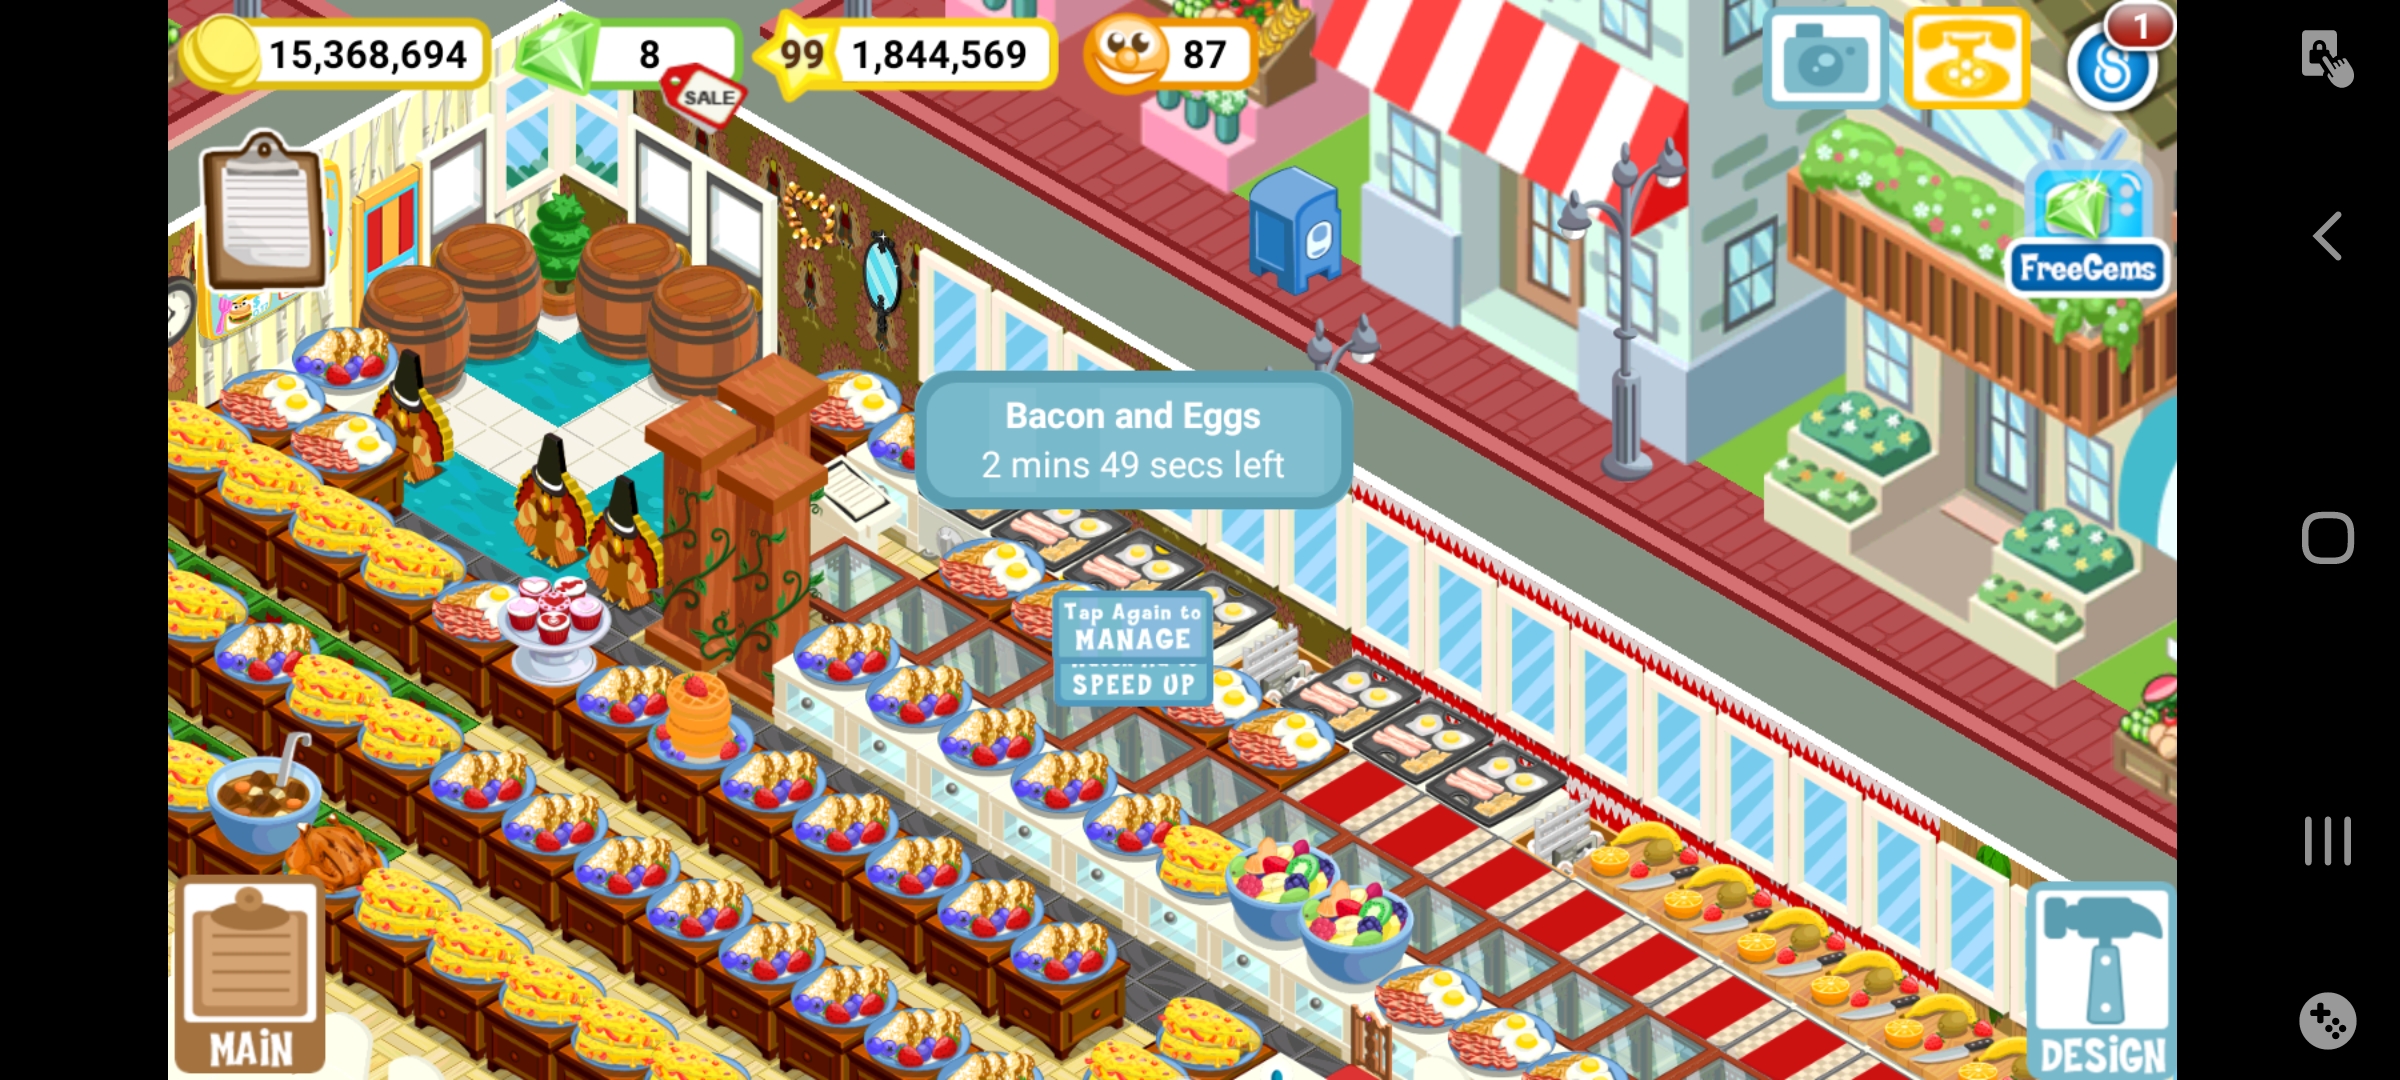 15,368,694
8
SALE
99
1,844,569
87
1
FreeGems
Bacon and Eggs
2 mins 49 secs left
Tap Again to
MANAGE
SPEED UP
MAIN
DESIGN